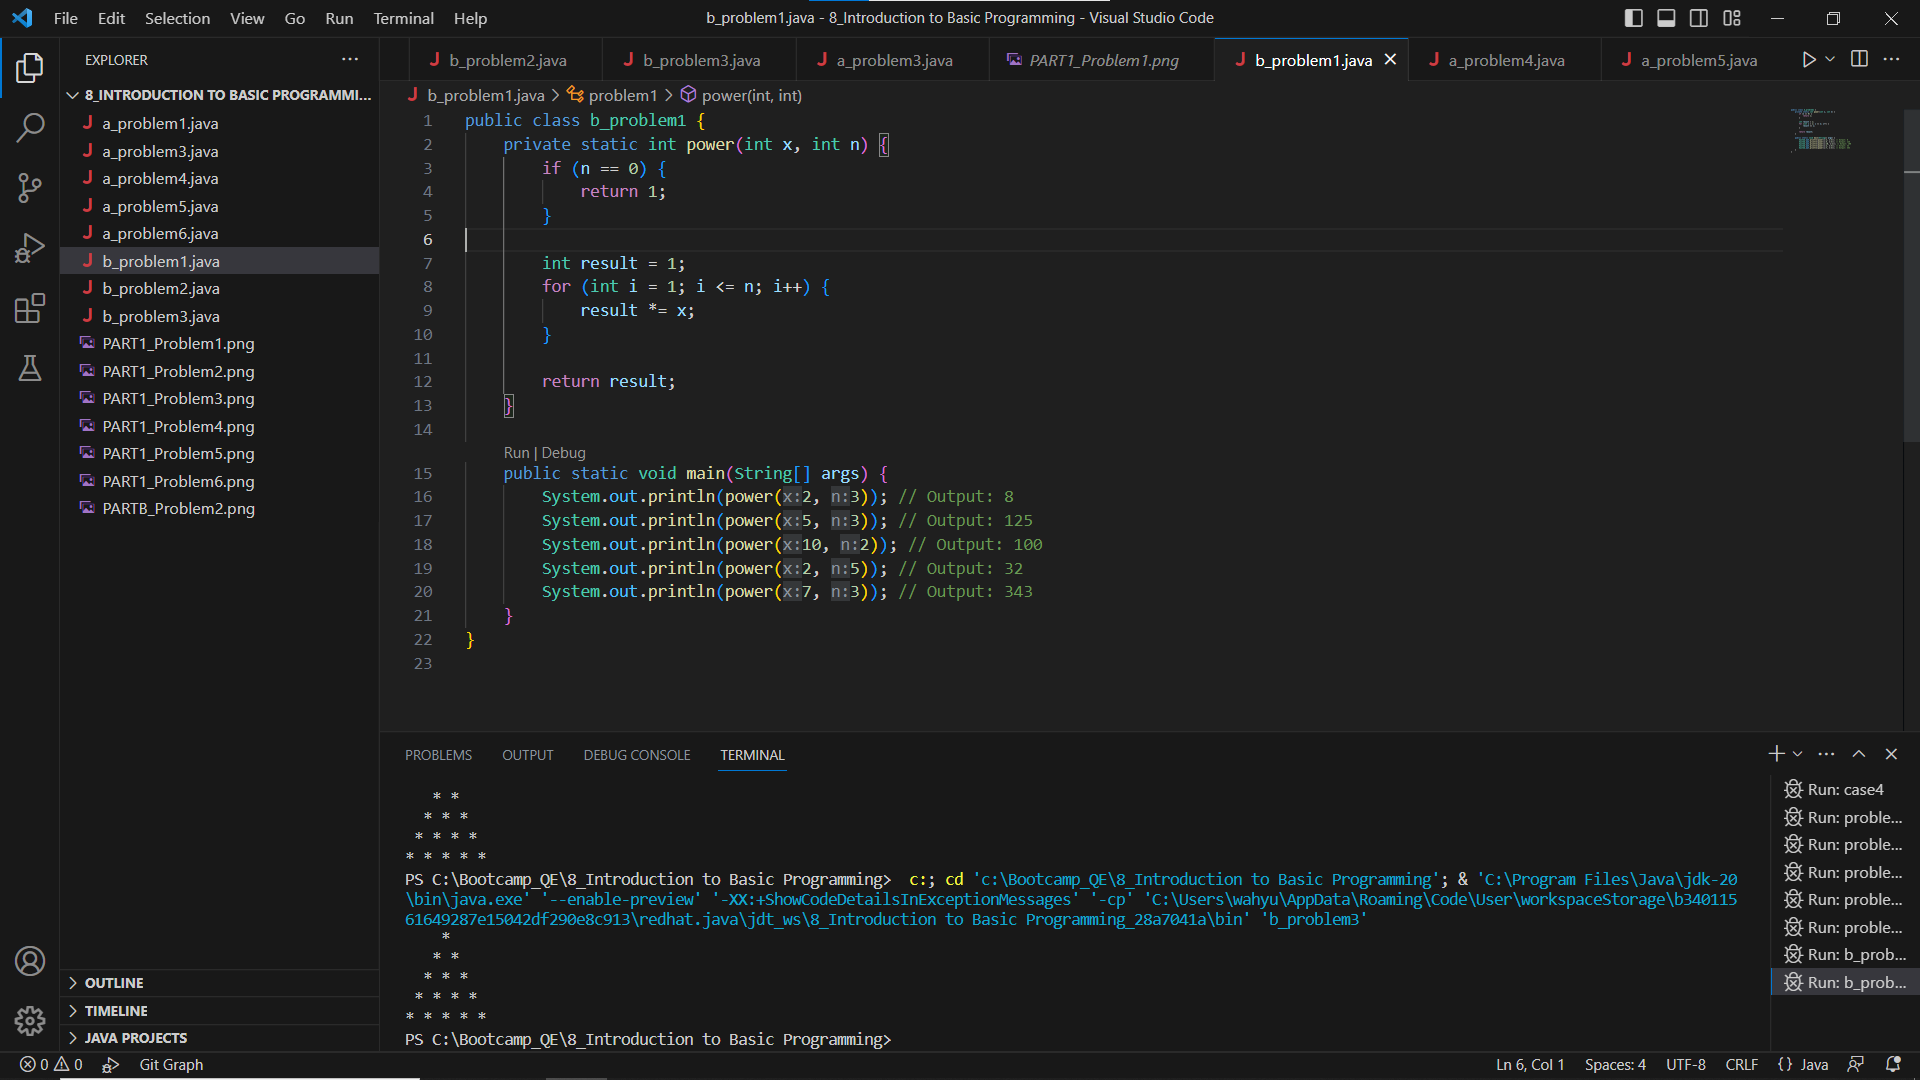 File Edit Selection View Go Run Terminal Help
b_problem1.java - 8_Introduction to Basic Programming - Visual Studio Code
EXPLORER
8_INTRODUCTION TO BASIC PROGRAMMI...
a_problem1.java
a_problem3.java
a_problem4.java
a_problem5.java
a_problem6.java
b_problem1.java
b_problem2.java
b_problem3.java
PART1_Problem1.png
PART1_Problem2.png
PART1_Problem3.png
PART1_Problem4.png
PART1_Problem5.png
PART1_Problem6.png
PARTB_Problem2.png
OUTLINE
TIMELINE
JAVA PROJECTS
b_problem2.java b_problem3.java a_problem3.java PART1_Problem1.png b_problem1.java a_problem4.java a_problem5.java
b_problem1.java > problem1 > power(int, int)
1 public class b_problem1 {
2 private static int power(int x, int n) {
3 if (n == 0) {
4 return 1;
5 }
6
7 int result = 1;
8 for (int i = 1; i <= n; i++) {
9 result *= x;
10 }
11
12 return result;
13 }
14
Run | Debug
15 public static void main(String[] args) {
16 System.out.println(power(x:2, n:3)); // Output: 8
17 System.out.println(power(x:5, n:3)); // Output: 125
18 System.out.println(power(x:10, n:2)); // Output: 100
19 System.out.println(power(x:2, n:5)); // Output: 32
20 System.out.println(power(x:7, n:3)); // Output: 343
21 }
22 }
23
PROBLEMS OUTPUT DEBUG CONSOLE TERMINAL
* *
* * *
* * * *
* * * * *
PS C:\Bootcamp_QE\8_Introduction to Basic Programming> c:; cd 'c:\Bootcamp_QE\8_Introduction to Basic Programming'; & 'C:\Program Files\Java\jdk-20
\bin\java.exe' '--enable-preview' '-XX:+ShowCodeDetailsInExceptionMessages' '-cp' 'C:\Users\wahyu\AppData\Roaming\Code\User\workspaceStorage\b340115
61649287e15042df290e8c913\redhat.java\jdt_ws\8_Introduction to Basic Programming_28a7041a\bin' 'b_problem3'
*
* *
* * *
* * * *
* * * * *
PS C:\Bootcamp_QE\8_Introduction to Basic Programming>
Run: case4
Run: proble...
Run: proble...
Run: proble...
Run: proble...
Run: proble...
Run: b_prob...
Run: b_prob...
0 0 Git Graph
Ln 6, Col 1 Spaces: 4 UTF-8 CRLF {} Java